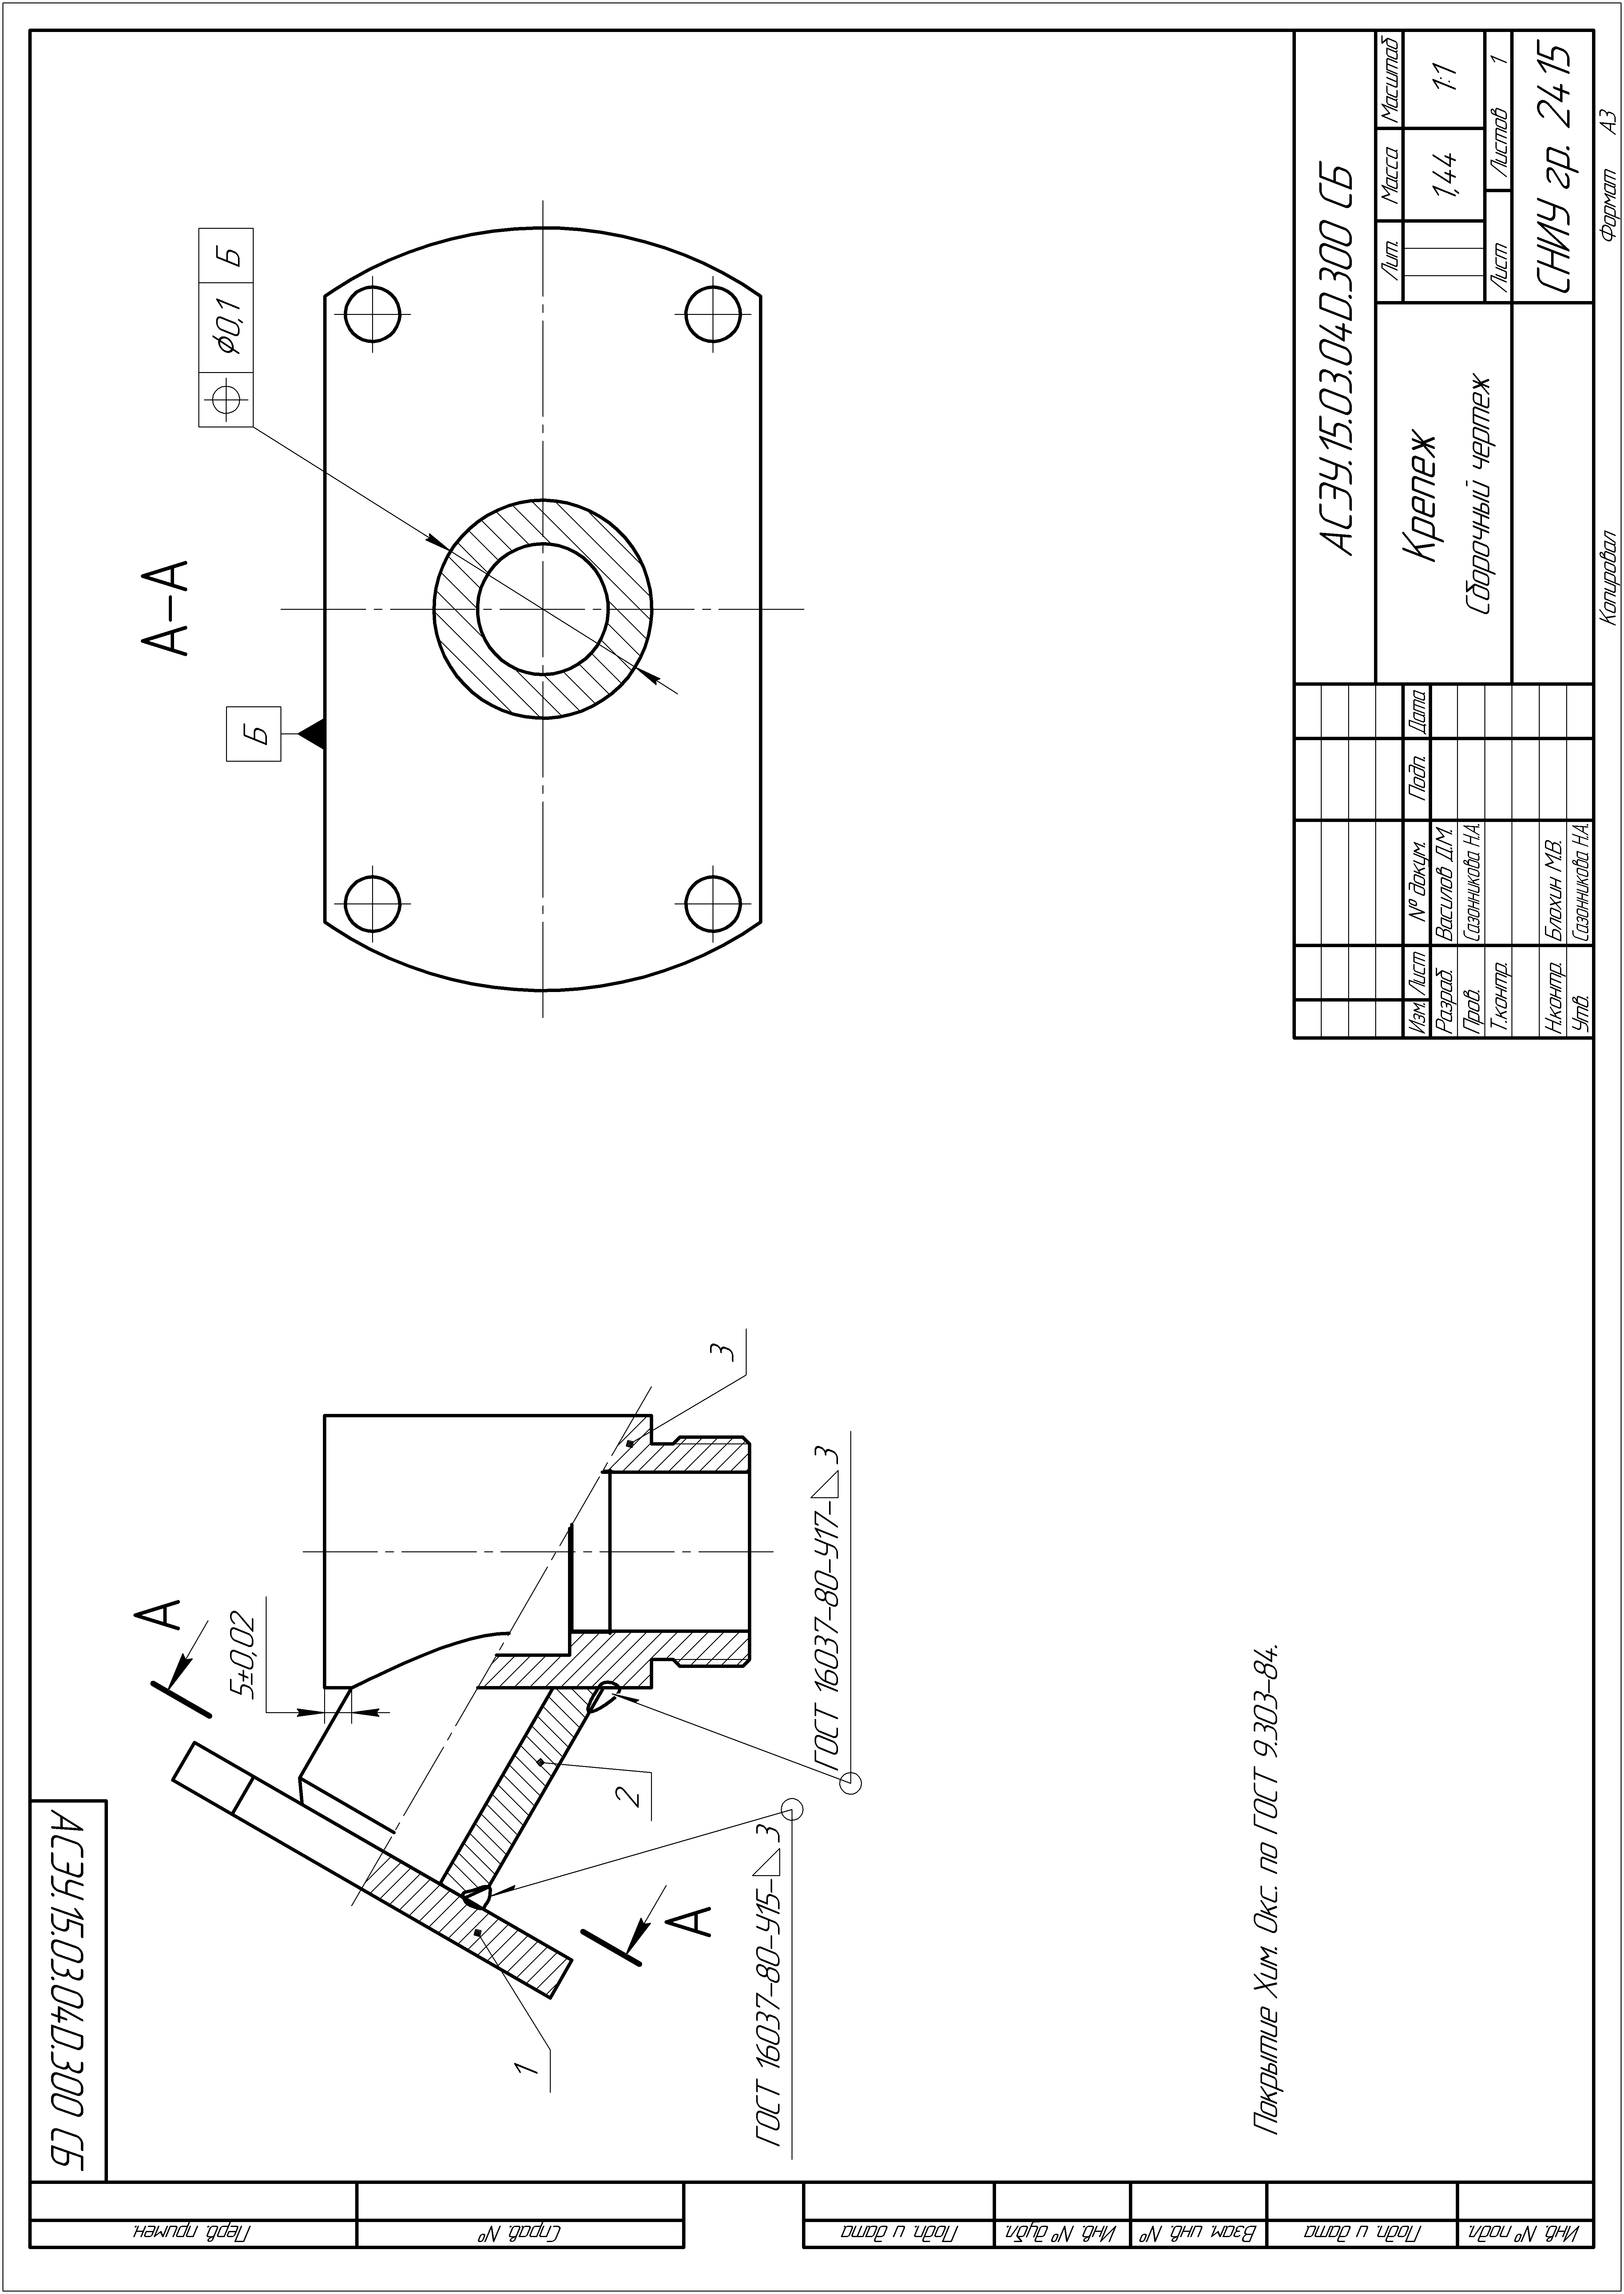 АСЭУ.15.03.04D.300 СБ
Перв. примен.
Справ. №
Подп. и дата
Инв. № дубл.
Взам. инв. №
Подп. и дата
Инв. № подл.
А
А
5±0,02
1
2
3
ГОСТ 16037-80-У15-◺3
ГОСТ 16037-80-У17-◺3
А-А
Б
⌖ Ф0,1 Б
Покрытие Хим. Окс. по ГОСТ 9.303-84.
АСЭУ.15.03.04D.300 СБ
Изм. Лист № докум. Подп. Дата
Разраб. Василов Д.М.
Пров. Сазонникова Н.А.
Т.контр.
Н.контр. Блохин М.В.
Утв. Сазонникова Н.А.
Крепеж
Сборочный чертеж
Лит. Масса Масштаб
1,44 1:1
Лист Листов 1
СНИУ гр. 2415
Копировал Формат А3